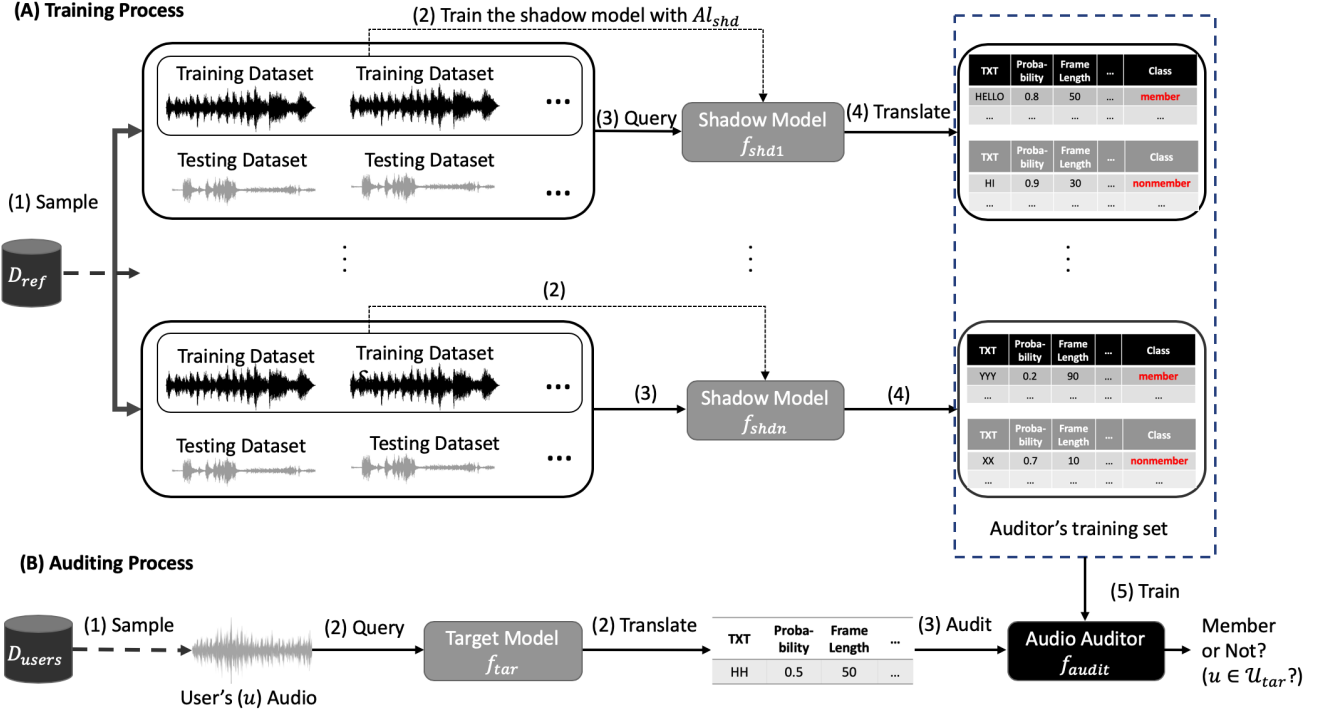 (A) Training Process
(2) Train the shadow model with Al_shd
Training Dataset
Training Dataset
...
Testing Dataset
Testing Dataset
...
(1) Sample
D_ref
(3) Query
Shadow Model
f_shd1
(4) Translate
TXT Proba-bility Frame Length ... Class
HELLO 0.8 50 ... member
... ... ... ... ...
TXT Proba-bility Frame Length ... Class
HI 0.9 30 ... nonmember
... ... ... ... ...
(2)
Training Dataset
Training Dataset
s
...
Testing Dataset
Testing Dataset
...
(3)
Shadow Model
f_shdn
(4)
TXT Proba-bility Frame Length ... Class
YYY 0.2 90 ... member
... ... ... ... ...
TXT Proba-bility Frame Length ... Class
XX 0.7 10 ... nonmember
... ... ... ... ...
Auditor's training set
(B) Auditing Process
(5) Train
D_users
(1) Sample
User's (u) Audio
(2) Query
Target Model
f_tar
(2) Translate
TXT Proba-bility Frame Length ...
HH 0.5 50 ...
(3) Audit
Audio Auditor
f_audit
Member
or Not?
(u ∈ 𝒰_tar?)